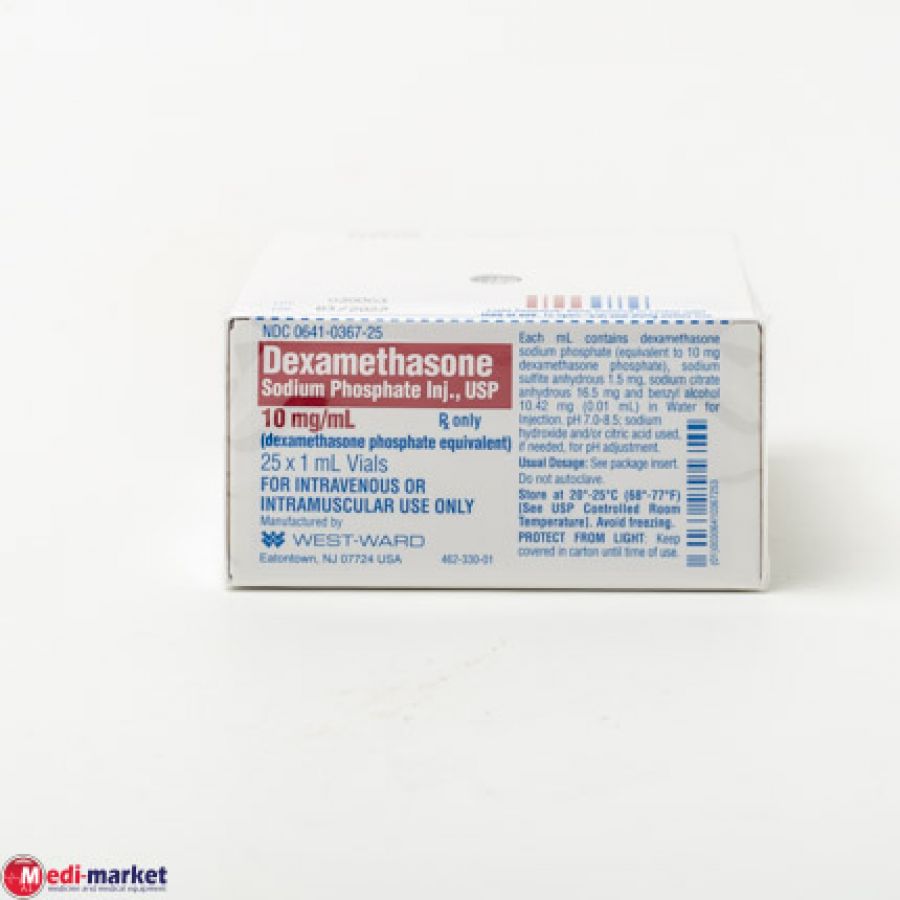 NDC 0641-0367-25
Dexamethasone
Sodium Phosphate Inj., USP
10 mg/mL
℞ only
(dexamethasone phosphate equivalent)
25 x 1 mL Vials
FOR INTRAVENOUS OR
INTRAMUSCULAR USE ONLY
Manufactured by
WEST-WARD
Eatontown, NJ 07724 USA
462-330-01
Each mL contains dexamethasone
sodium phosphate (equivalent to 10 mg
dexamethasone phosphate), sodium
sulfite anhydrous 1.5 mg, sodium citrate
anhydrous 16.5 mg and benzyl alcohol
10.42 mg (0.01 mL) in Water for
Injection. pH 7.0-8.5; sodium
hydroxide and/or citric acid used,
if needed, for pH adjustment.
Usual Dosage: See package insert.
Do not autoclave.
Store at 20°-25°C (68°-77°F)
[See USP Controlled Room
Temperature]. Avoid freezing.
PROTECT FROM LIGHT: Keep
covered in carton until time of use.
Medi-market
medicine and medical equipment